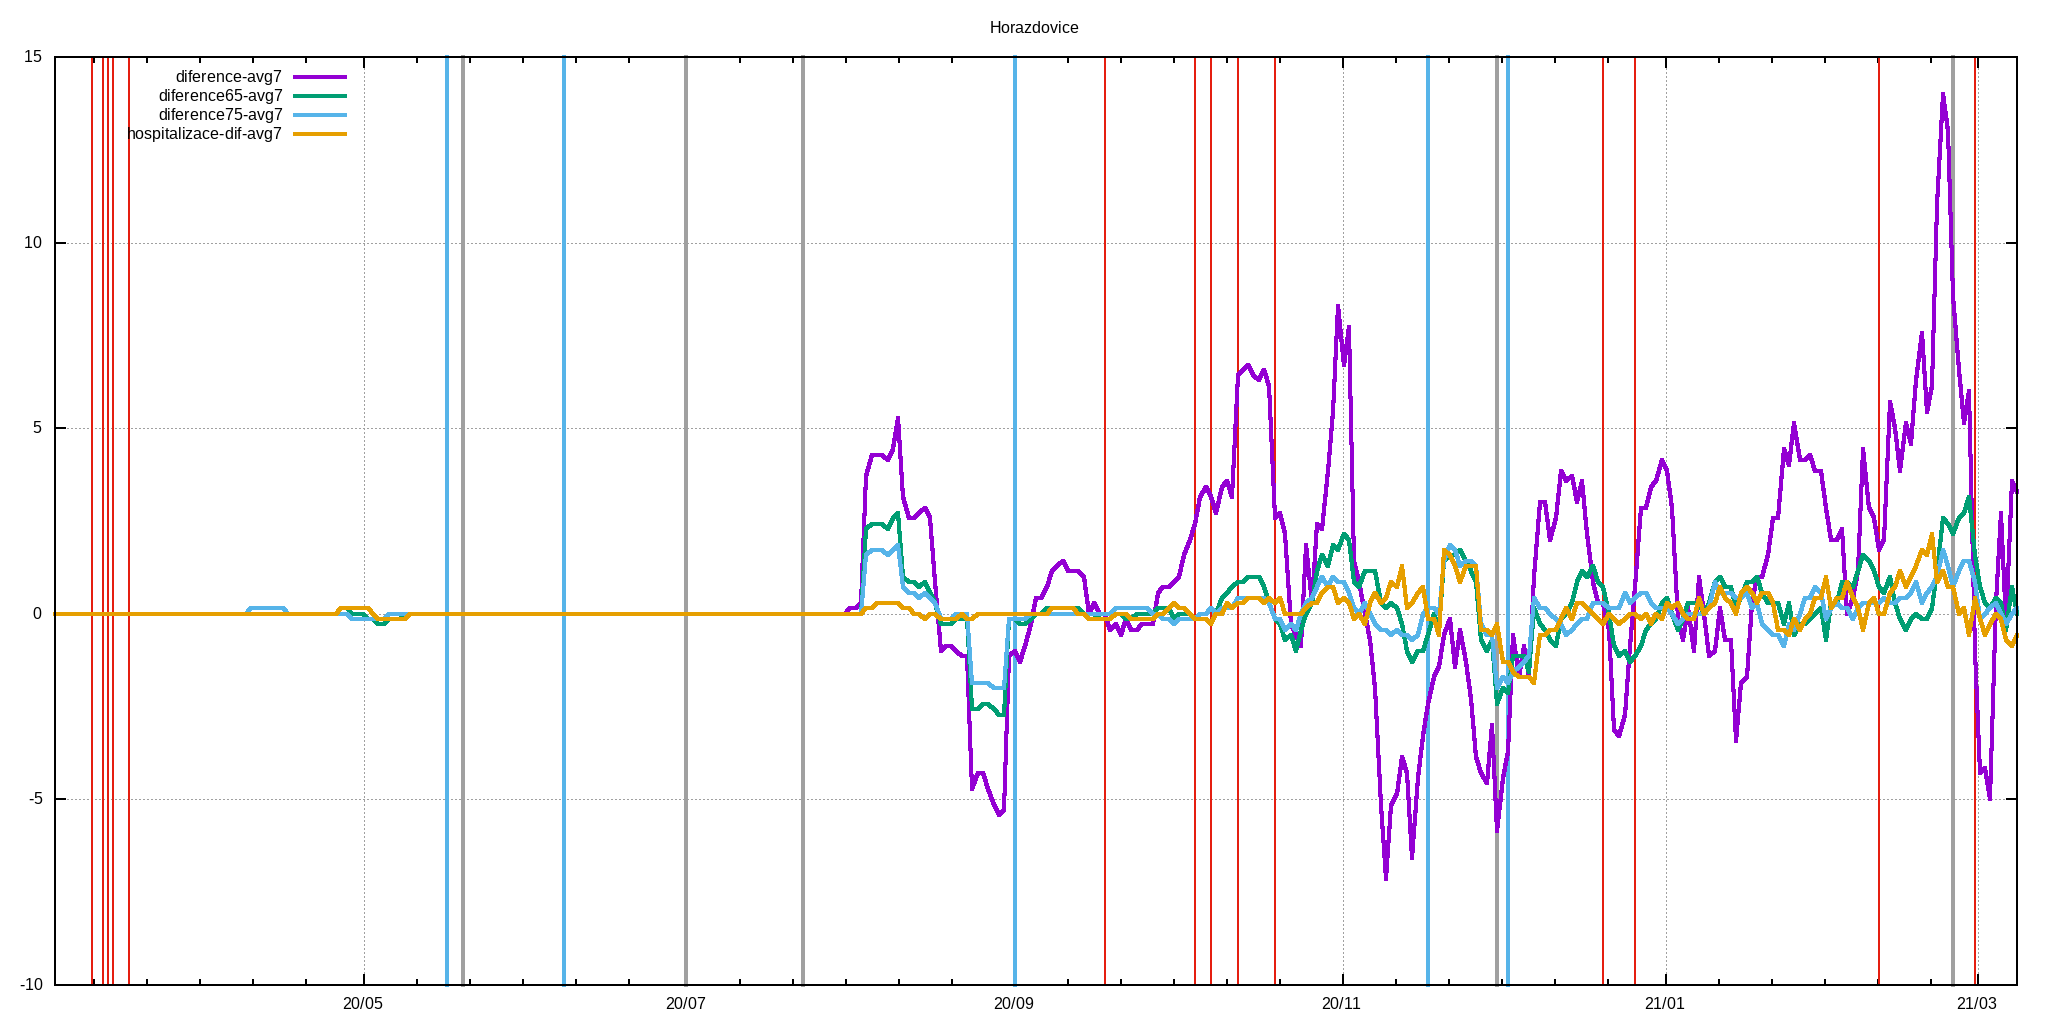 Horazdovice
15
diference-avg7
diference65-avg7
diference75-avg7
hospitalizace-dif-avg7
10
5
0
-5
-10
20/05 20/07 20/09 20/11 21/01 21/03